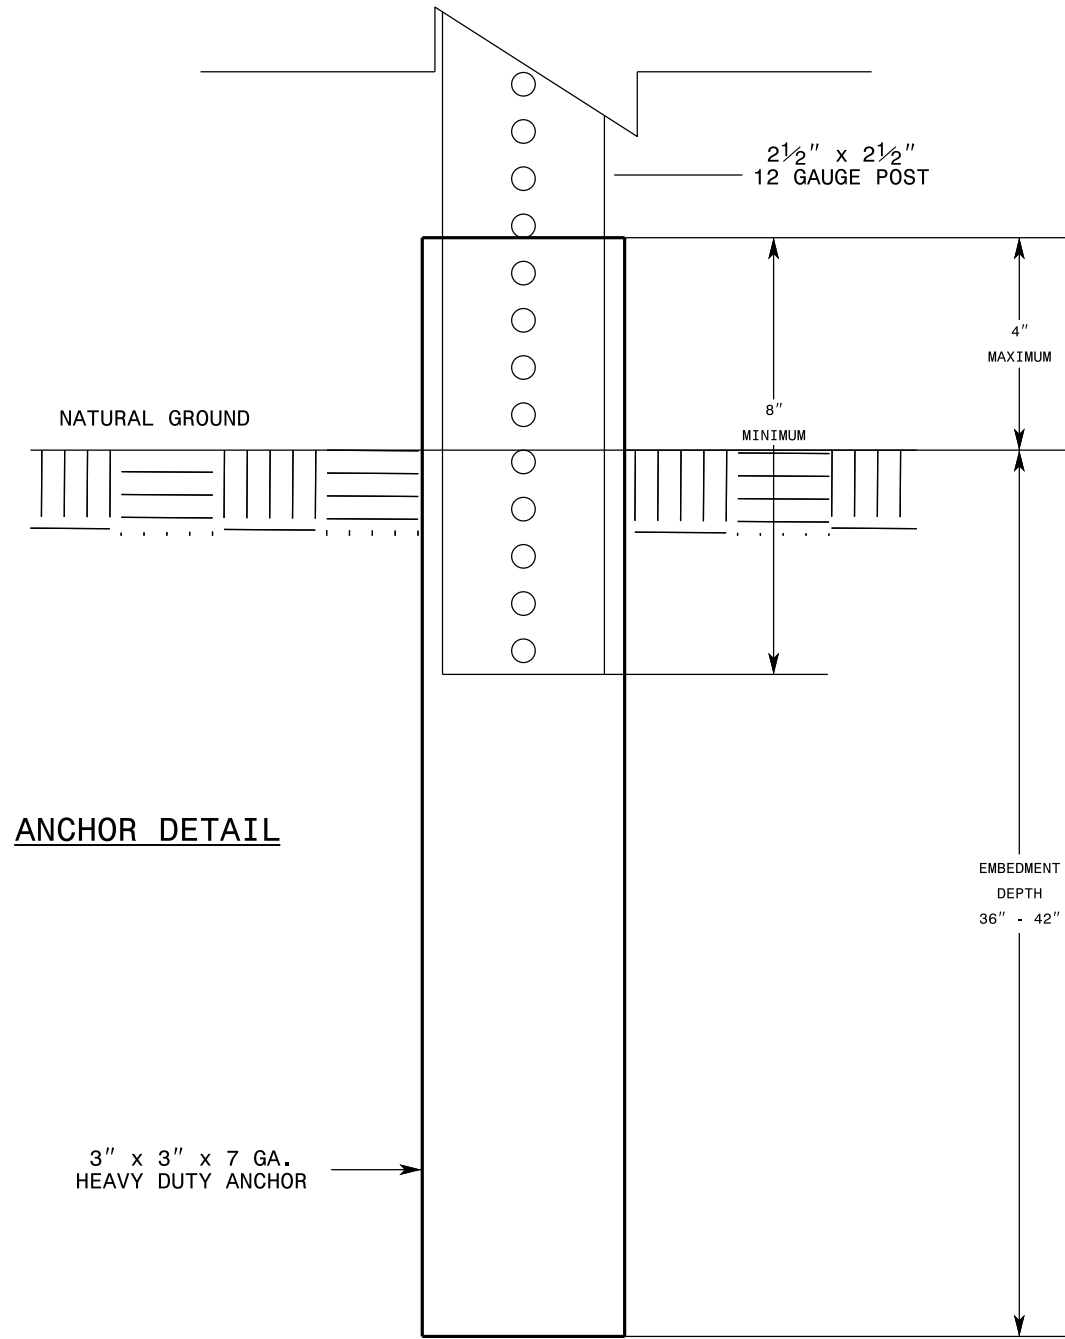 2½" x 2½"
12 GAUGE POST
4"
MAXIMUM
8"
MINIMUM
NATURAL GROUND
ANCHOR DETAIL
EMBEDMENT
DEPTH
36" - 42"
3" x 3" x 7 GA.
HEAVY DUTY ANCHOR